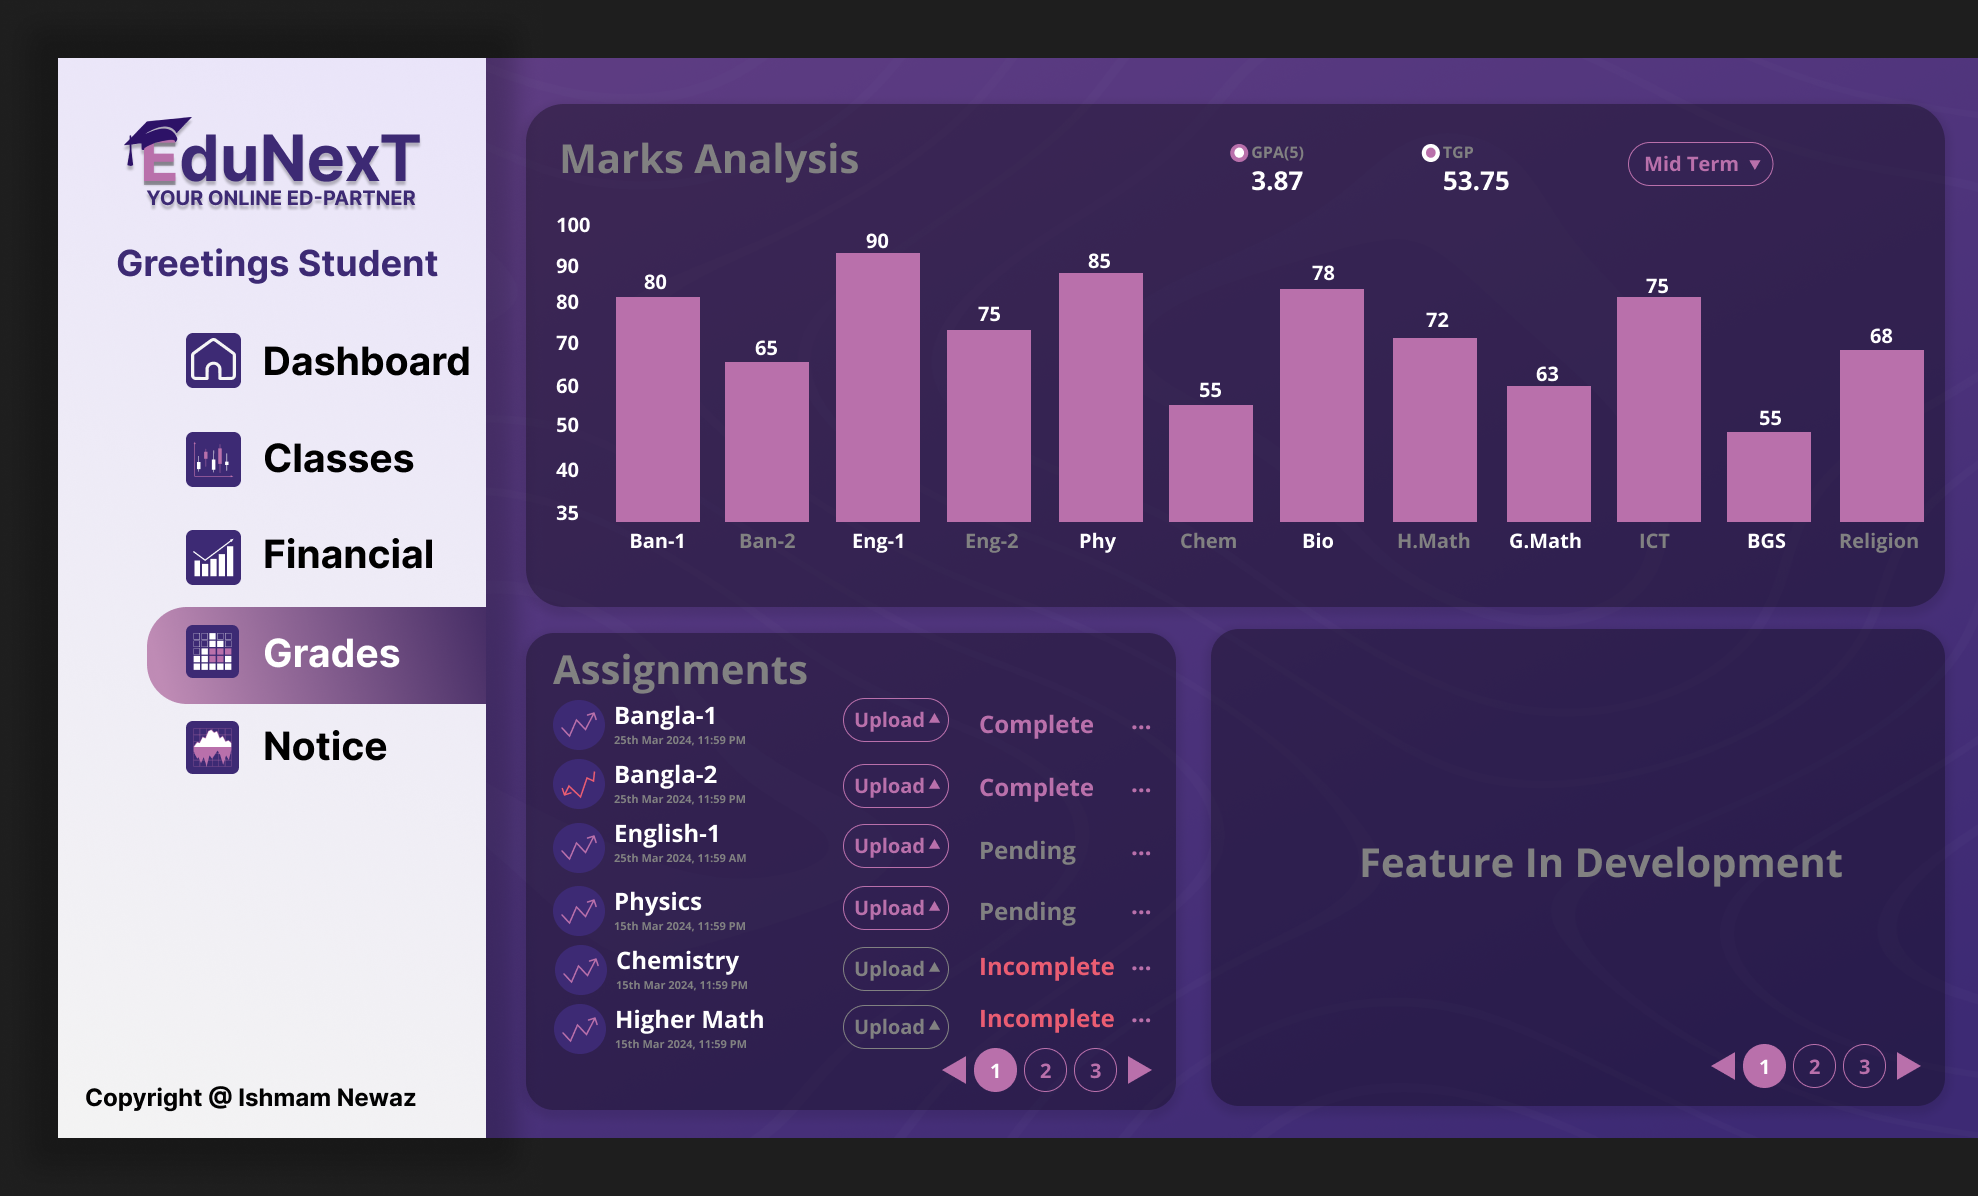 EduNexT
YOUR ONLINE ED-PARTNER
Greetings Student
Dashboard
Classes
Financial
Grades
Notice
Copyright @ Ishmam Newaz
Marks Analysis
GPA(5)
3.87
TGP
53.75
Mid Term ▼
100
90
80
70
60
50
40
35
80
65
90
75
85
55
78
72
63
75
55
68
Ban-1
Ban-2
Eng-1
Eng-2
Phy
Chem
Bio
H.Math
G.Math
ICT
BGS
Religion
Assignments
Bangla-1
25th Mar 2024, 11:59 PM
Upload
Complete
...
Bangla-2
25th Mar 2024, 11:59 PM
Upload
Complete
...
English-1
25th Mar 2024, 11:59 AM
Upload
Pending
...
Physics
15th Mar 2024, 11:59 PM
Upload
Pending
...
Chemistry
15th Mar 2024, 11:59 PM
Upload
Incomplete
...
Higher Math
15th Mar 2024, 11:59 PM
Upload
Incomplete
...
1 2 3
Feature In Development
1 2 3